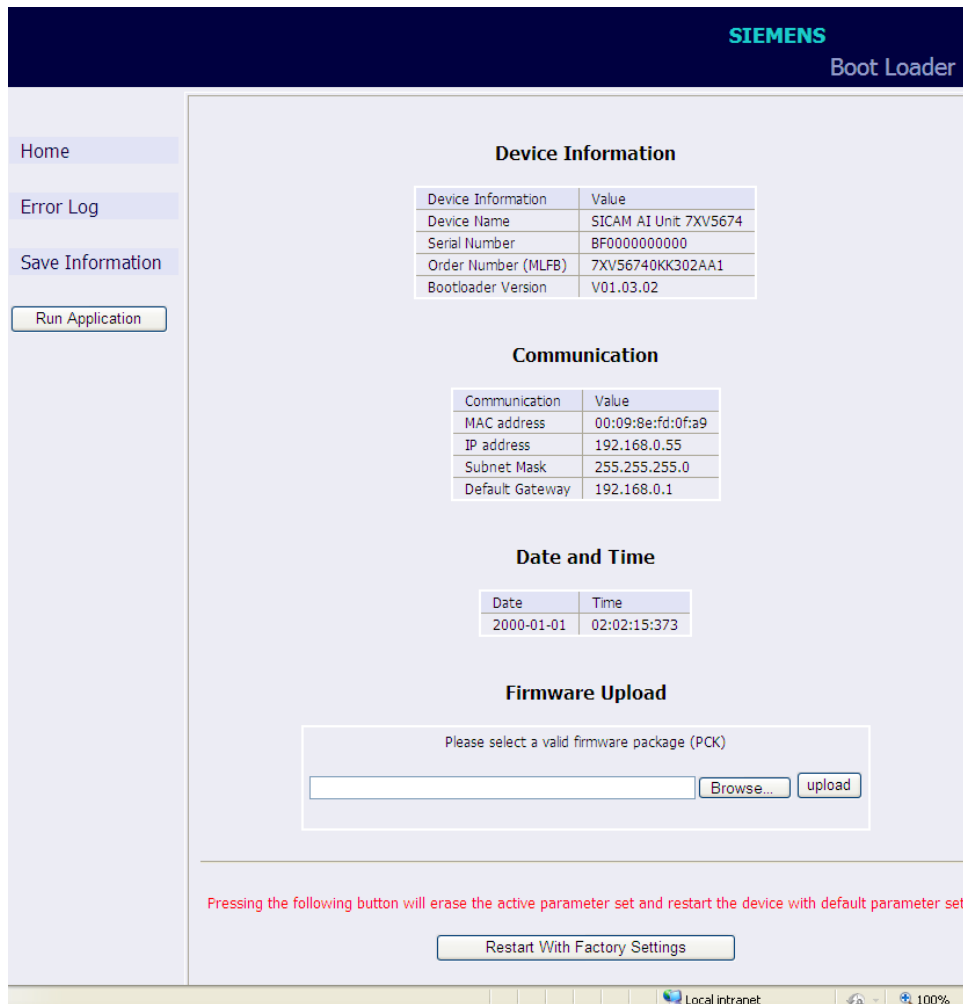 SIEMENS
Boot Loader
Home
Error Log
Save Information
Run Application
Device Information
Device Information Value
Device Name SICAM AI Unit 7XV5674
Serial Number BF0000000000
Order Number (MLFB) 7XV56740KK302AA1
Bootloader Version V01.03.02
Communication
Communication Value
MAC address 00:09:8e:fd:0f:a9
IP address 192.168.0.55
Subnet Mask 255.255.255.0
Default Gateway 192.168.0.1
Date and Time
Date Time
2000-01-01 02:02:15:373
Firmware Upload
Please select a valid firmware package (PCK)
Browse... upload
Pressing the following button will erase the active parameter set and restart the device with default parameter set
Restart With Factory Settings
Local intranet 100%